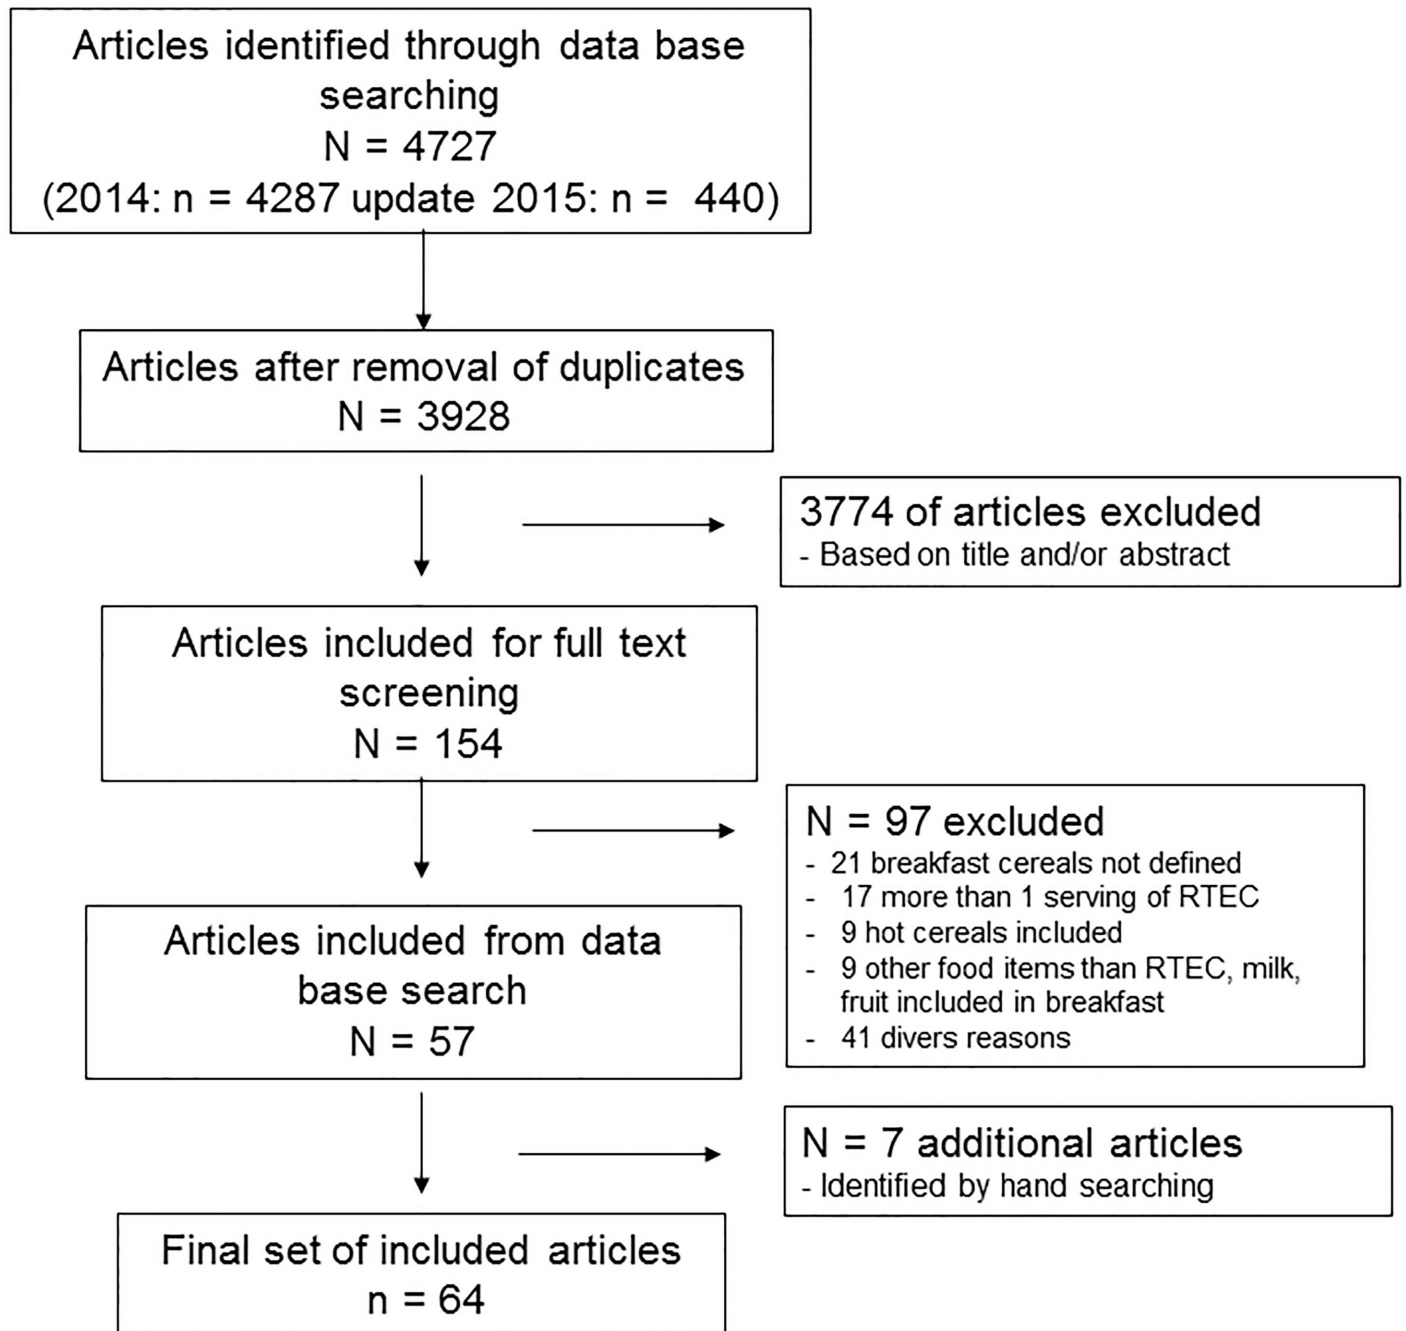 Articles identified through data base
searching
N = 4727
(2014: n = 4287 update 2015: n = 440)
Articles after removal of duplicates
N = 3928
3774 of articles excluded
- Based on title and/or abstract
Articles included for full text
screening
N = 154
N = 97 excluded
- 21 breakfast cereals not defined
- 17 more than 1 serving of RTEC
- 9 hot cereals included
- 9 other food items than RTEC, milk,
fruit included in breakfast
- 41 divers reasons
Articles included from data
base search
N = 57
N = 7 additional articles
- Identified by hand searching
Final set of included articles
n = 64